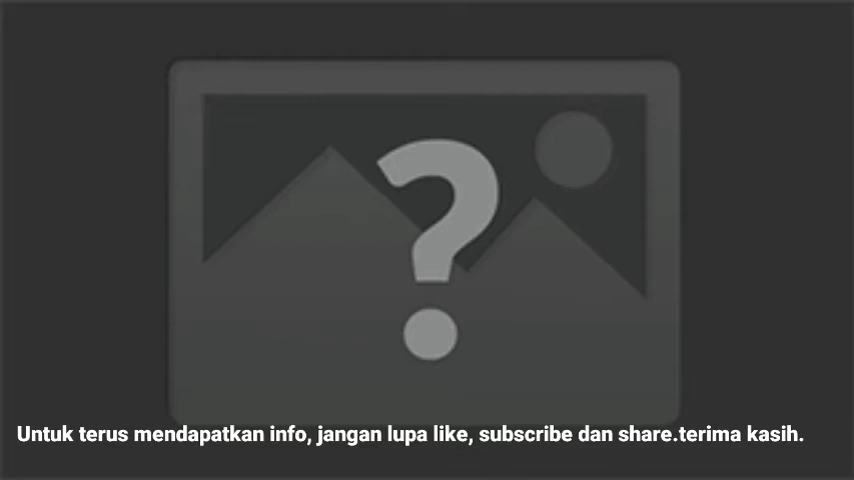 Untuk terus mendapatkan info, jangan lupa like, subscribe dan share.terima kasih.
?